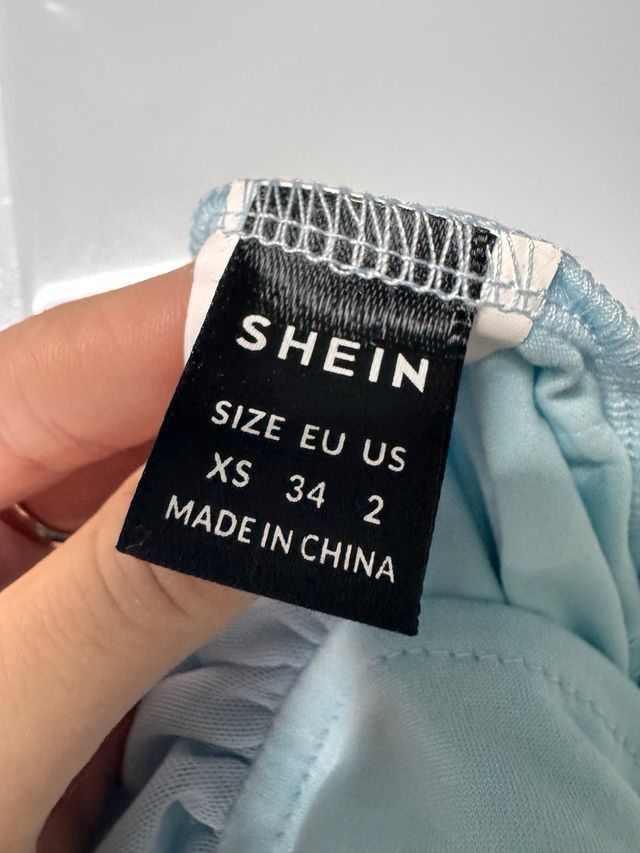 SHEIN
SIZE EU US
XS 34 2
MADE IN CHINA